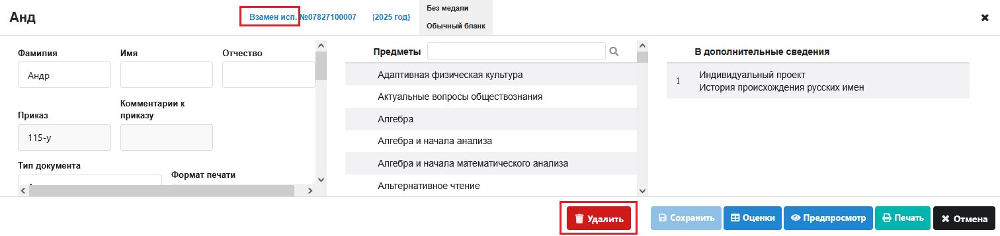 Анд
Взамен исп. №07827100007 (2025 год)
Без медали
Обычный бланк
Фамилия Имя Отчество
Андр
Комментарии к
приказу
Приказ
115-у
Тип документа
Формат печати
Предметы
Адаптивная физическая культура
Актуальные вопросы обществознания
Алгебра
Алгебра и начала анализа
Алгебра и начала математического анализа
Альтернативное чтение
В дополнительные сведения
1
Индивидуальный проект
История происхождения русских имен
Удалить
Сохранить
Оценки
Предпросмотр
Печать
Отмена